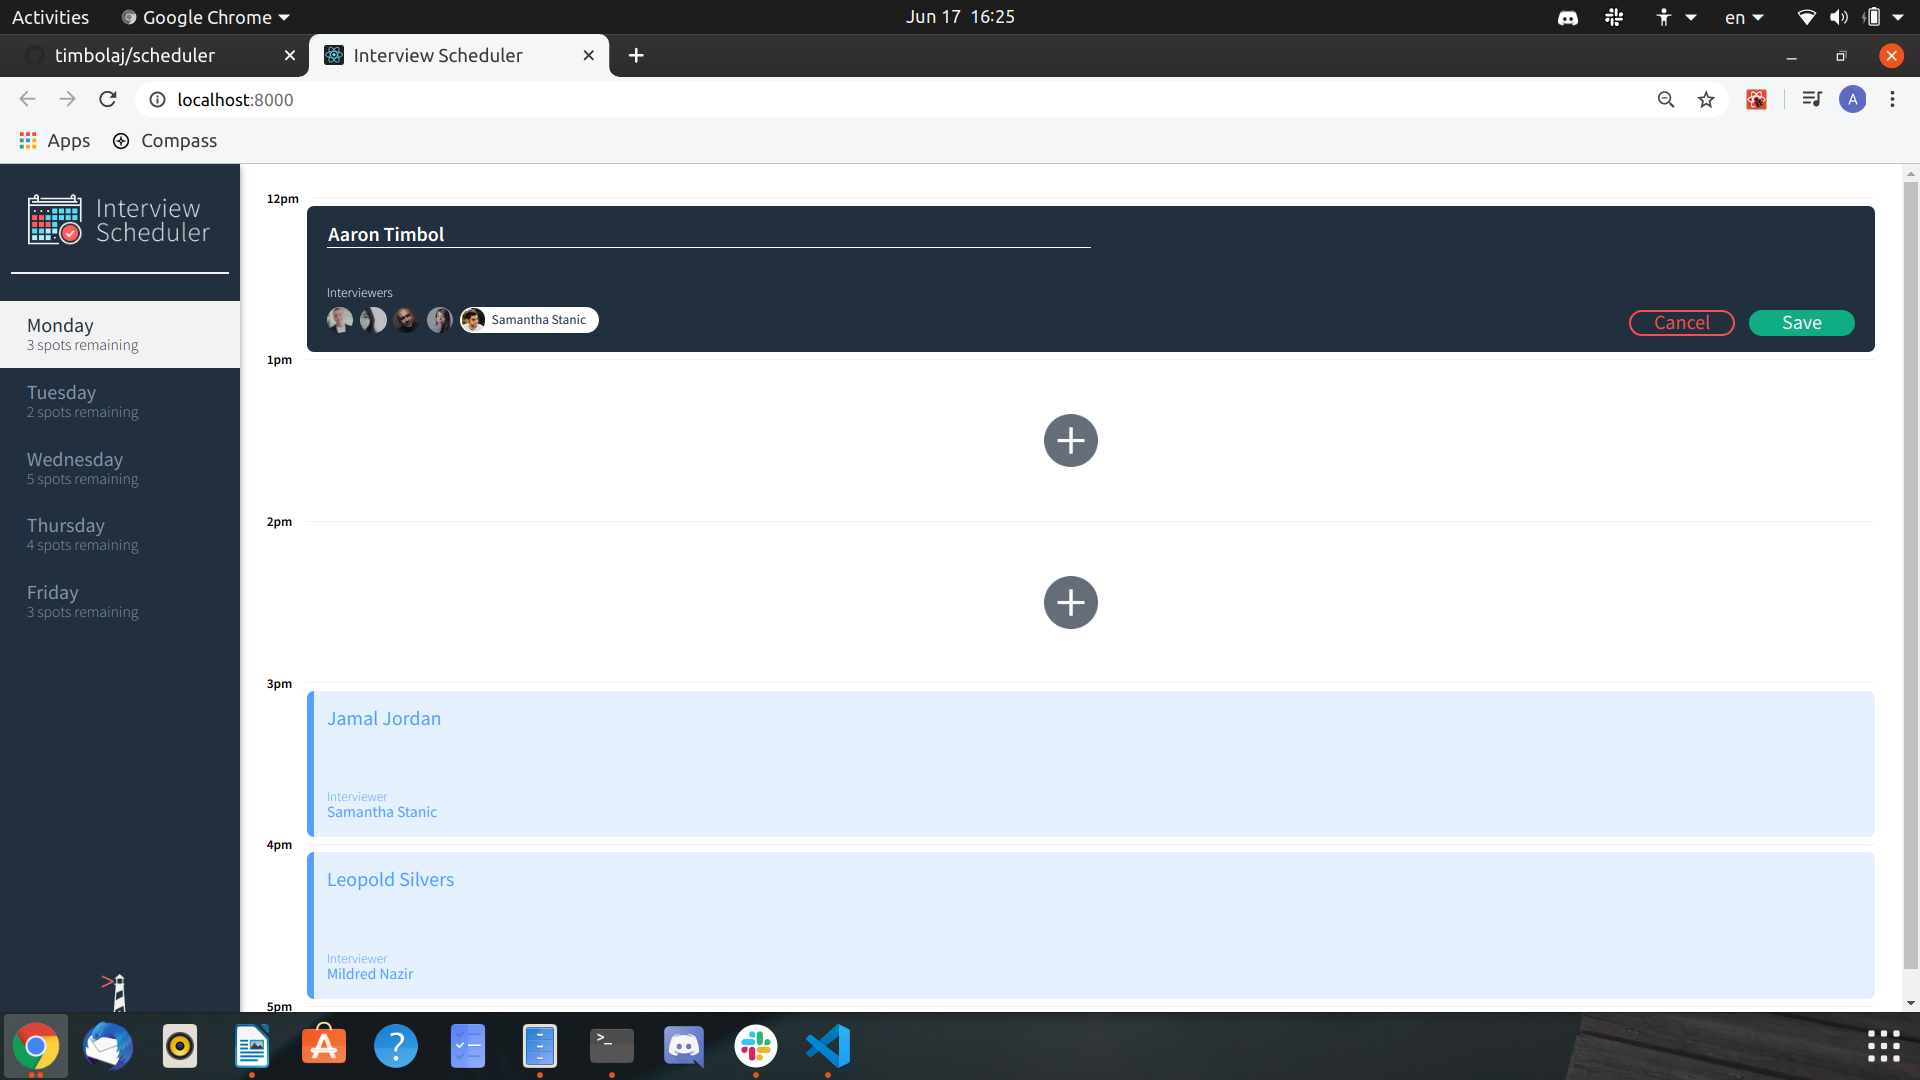 Activities
Google Chrome
Jun 17 16:25
en
timbolaj/scheduler
Interview Scheduler
localhost:8000
A
Apps
Compass
Interview
Scheduler
Monday
3 spots remaining
Tuesday
2 spots remaining
Wednesday
5 spots remaining
Thursday
4 spots remaining
Friday
3 spots remaining
12pm
Aaron Timbol
Interviewers
Samantha Stanic
Cancel
Save
1pm
2pm
3pm
Jamal Jordan
Interviewer
Samantha Stanic
4pm
Leopold Silvers
Interviewer
Mildred Nazir
5pm